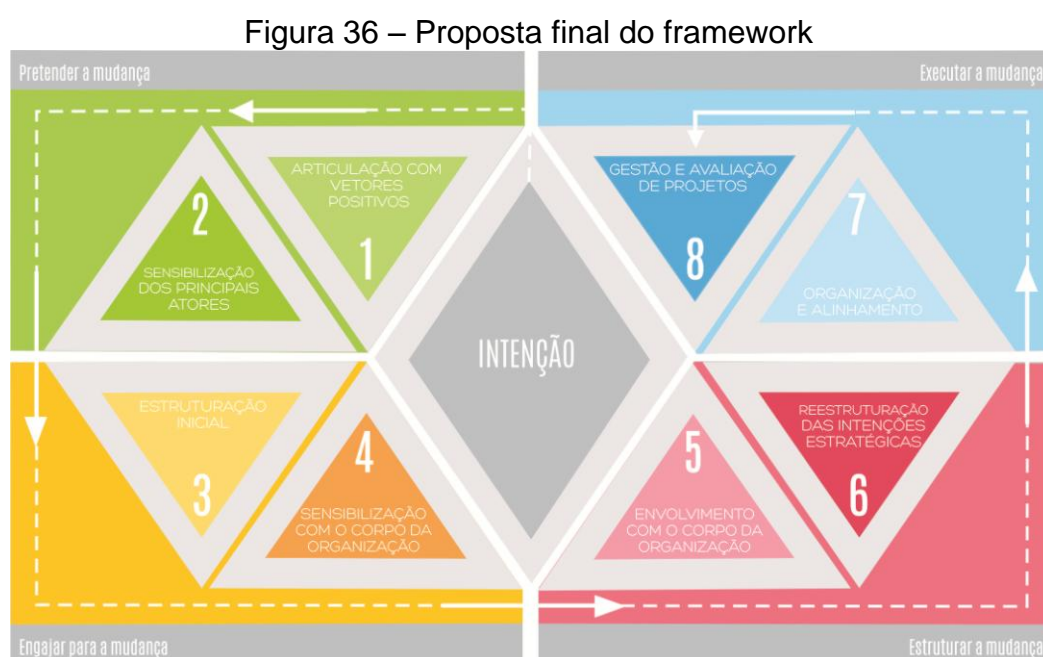 Figura 36 – Proposta final do framework
Pretender a mudança
Executar a mudança
ARTICULAÇÃO COM
VETORES
POSITIVOS
1
2
SENSIBILIZAÇÃO
DOS PRINCIPAIS
ATORES
GESTÃO E AVALIAÇÃO
DE PROJETOS
8
7
ORGANIZAÇÃO
E ALINHAMENTO
INTENÇÃO
ESTRUTURAÇÃO
INICIAL
3
4
SENSIBILIZAÇÃO
COM O CORPO DA
ORGANIZAÇÃO
5
ENVOLVIMENTO
COM O CORPO DA
ORGANIZAÇÃO
REESTRUTURAÇÃO
DAS INTENÇÕES
ESTRATÉGICAS
6
Engajar para a mudança
Estruturar a mudança